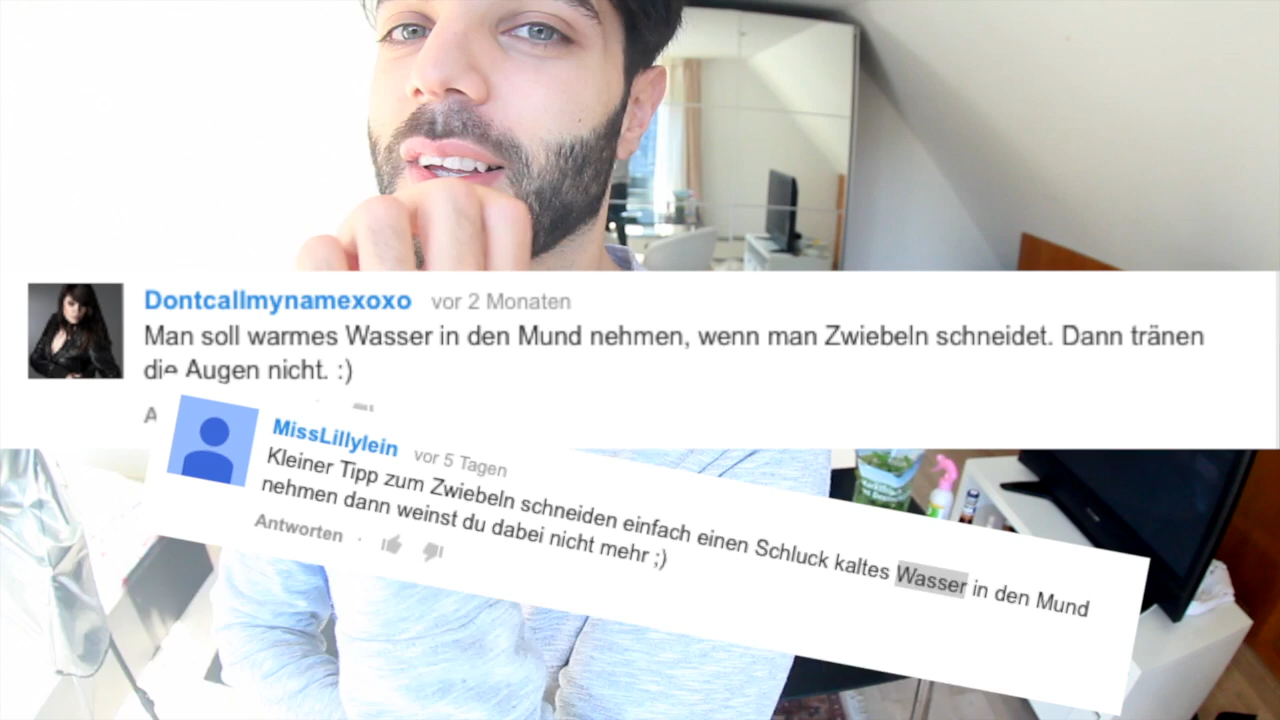 Dontcallmynamexoxo vor 2 Monaten
Man soll warmes Wasser in den Mund nehmen, wenn man Zwiebeln schneidet. Dann tränen
die Augen nicht. :)
A
MissLillylein vor 5 Tagen
Kleiner Tipp zum Zwiebeln schneiden einfach einen Schluck kaltes Wasser in den Mund
nehmen dann weinst du dabei nicht mehr ;)
Antworten ·